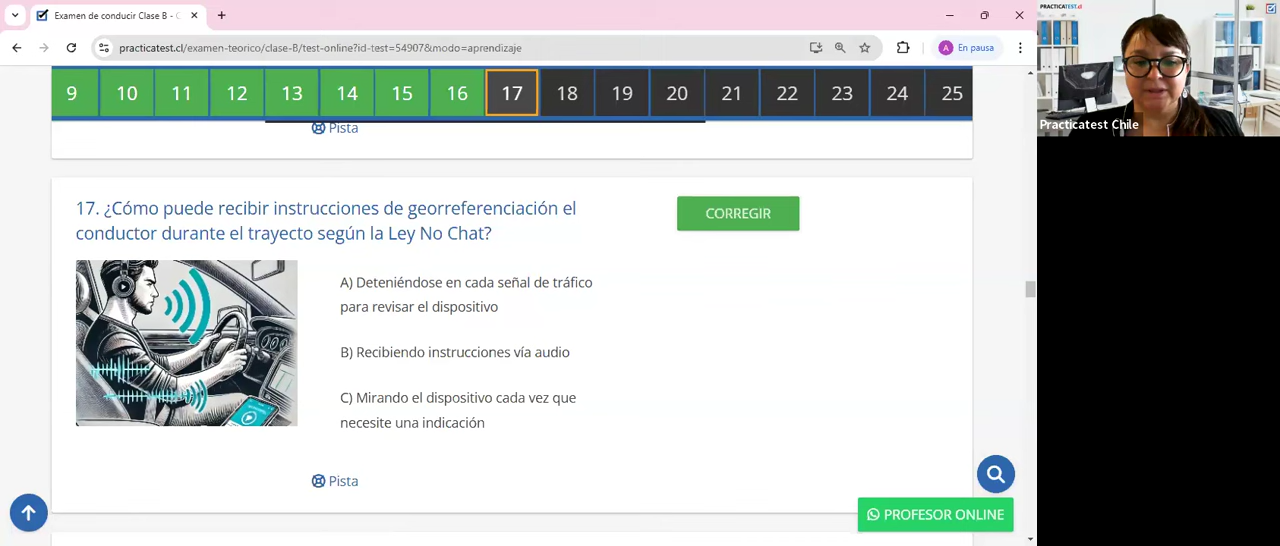 Examen de conducir Clase B - C
practicatest.cl/examen-teorico/clase-B/test-online?id-test=54907&modo=aprendizaje
A En pausa
9 10 11 12 13 14 15 16 17 18 19 20 21 22 23 24 25
Pista
17. ¿Cómo puede recibir instrucciones de georreferenciación el
conductor durante el trayecto según la Ley No Chat?
CORREGIR
A) Deteniéndose en cada señal de tráfico
para revisar el dispositivo
B) Recibiendo instrucciones vía audio
C) Mirando el dispositivo cada vez que
necesite una indicación
Pista
PROFESOR ONLINE
PRACTICATEST.cl
Practicatest Chile